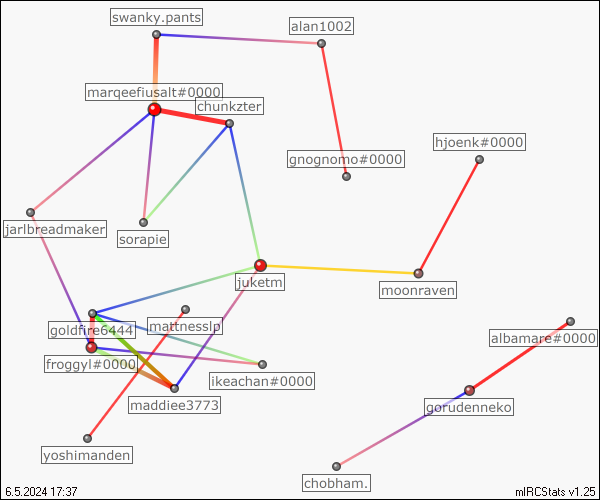 swanky.pants
alan1002
marqeefiusalt#0000
chunkzter
hjoenk#0000
gnognomo#0000
jarlbreadmaker
sorapie
juketm
moonraven
goldfire6444
mattnesslp
albamare#0000
froggyl#0000
ikeachan#0000
maddiee3773
gorudenneko
yoshimanden
chobham.
6.5.2024 17:37
mIRCStats v1.25